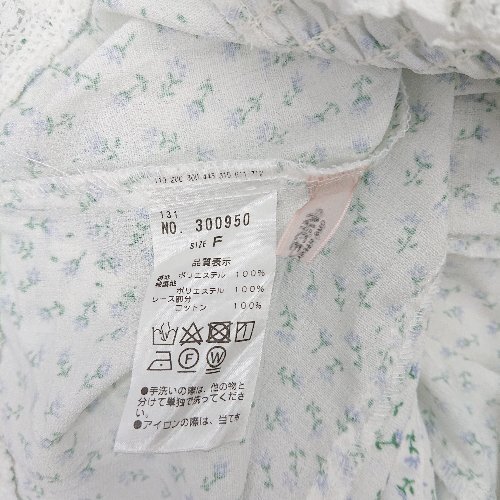 131
NO. 300950
SIZE F
品質表示
ポリエステル 100%
ポリエステル 100%
レース部分
コットン 100%
F
W
●手洗いの際は、他の物と
分けて単独で洗ってくださ
い。
●アイロンの際は、当て布